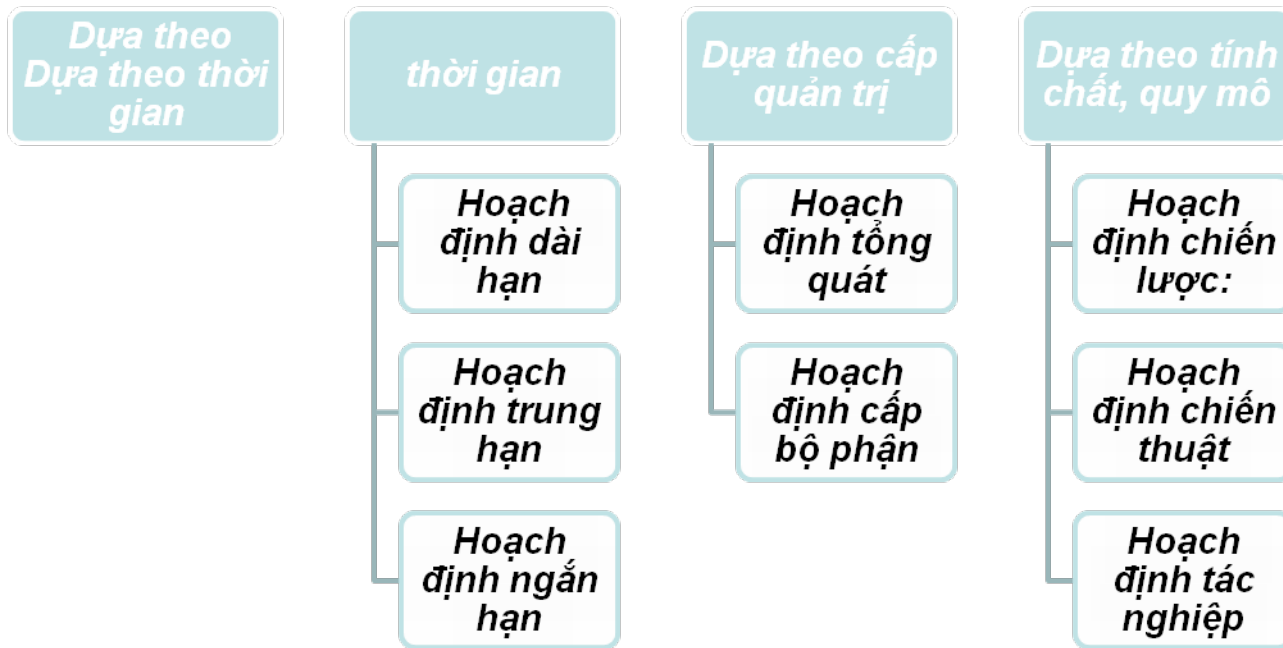 Dựa theo
Dựa theo thời
gian
thời gian
Dựa theo cấp
quản trị
Dựa theo tính
chất, quy mô
Hoạch
định dài
hạn
Hoạch
định trung
hạn
Hoạch
định ngắn
hạn
Hoạch
định tổng
quát
Hoạch
định cấp
bộ phận
Hoạch
định chiến
lược:
Hoạch
định chiến
thuật
Hoạch
định tác
nghiệp